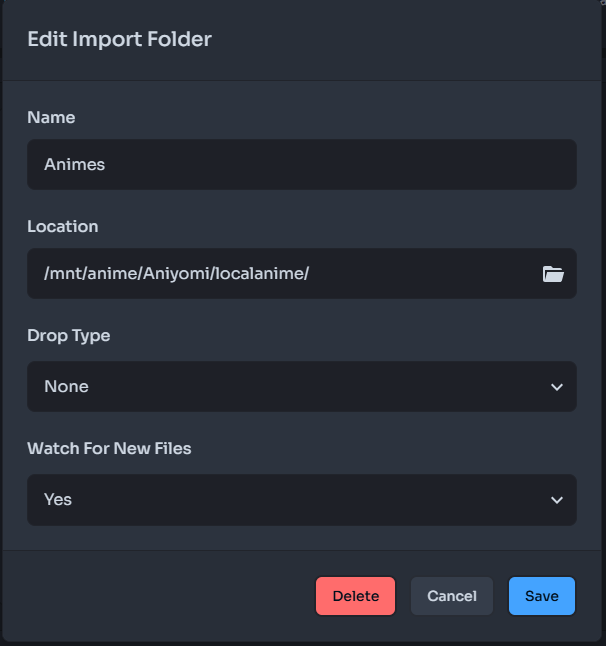 Edit Import Folder
Name
Animes
Location
/mnt/anime/Aniyomi/localanime/
Drop Type
None
Watch For New Files
Yes
Delete
Cancel
Save